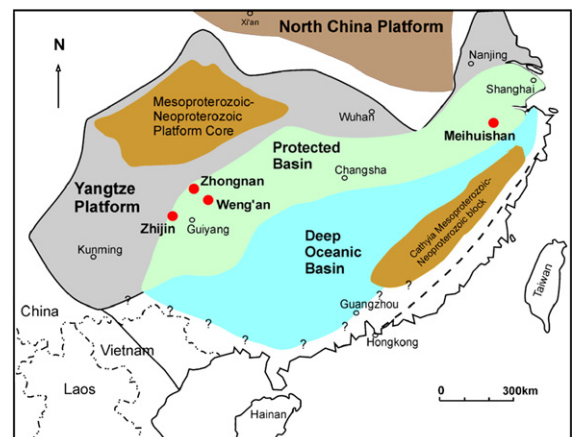 Xi'an
North China Platform
N
Nanjing
Shanghai
Mesoproterozoic-
Neoproterozoic
Platform Core
Wuhan
Meihuishan
Protected
Basin
Changsha
Zhongnan
Yangtze
Platform
Weng'an
Zhijin
Guiyang
Cathyia Mesoproterozoic-
Neoproterozoic block
Deep
Oceanic
Basin
Kunming
Taiwan
?
?
?
?
?
?
?
?
China
Guangzhou
Hongkong
Vietnam
Laos
Hainan
0 300km